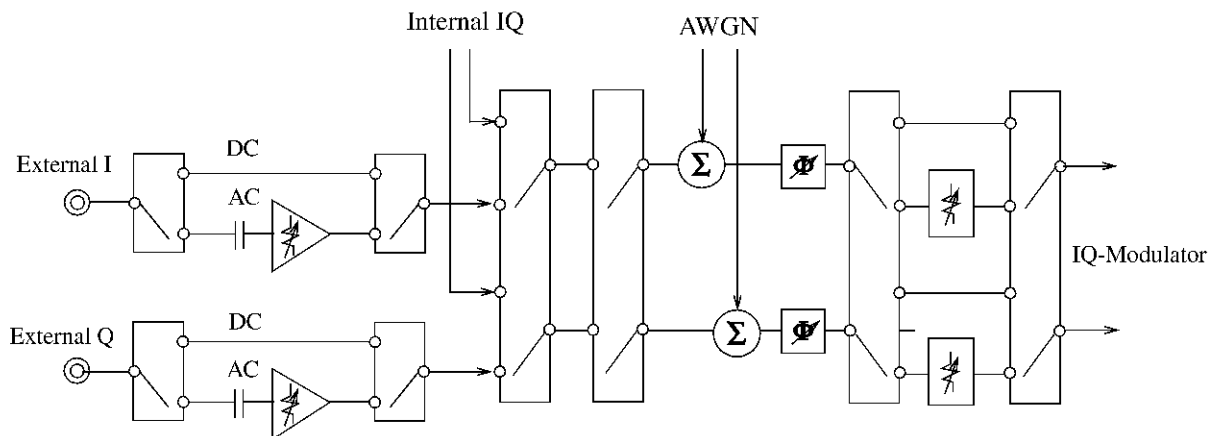 Internal IQ
AWGN
External I
DC
AC
Σ
Φ
IQ-Modulator
External Q
DC
AC
Σ
Φ